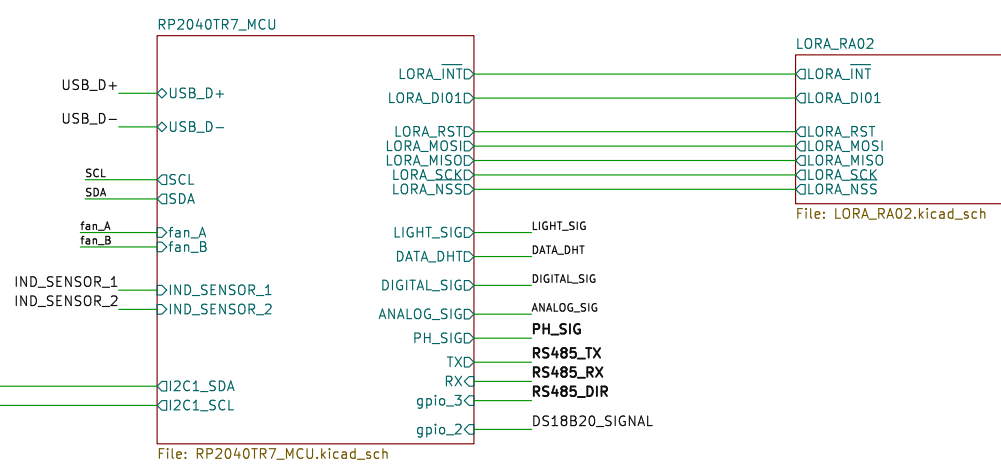 RP2040TR7_MCU
USB_D+
USB_D+
USB_D-
USB_D-
SCL
SCL
SDA
SDA
fan_A
fan_A
fan_B
fan_B
IND_SENSOR_1
IND_SENSOR_1
IND_SENSOR_2
IND_SENSOR_2
I2C1_SDA
I2C1_SCL
LORA_INT
LORA_DI01
LORA_RST
LORA_MOSI
LORA_MISO
LORA_SCK
LORA_NSS
LIGHT_SIG
LIGHT_SIG
DATA_DHT
DATA_DHT
DIGITAL_SIG
DIGITAL_SIG
ANALOG_SIG
ANALOG_SIG
PH_SIG
PH_SIG
TX
RS485_TX
RX
RS485_RX
gpio_3
RS485_DIR
gpio_2
DS18B20_SIGNAL
File: RP2040TR7_MCU.kicad_sch
LORA_RA02
LORA_INT
LORA_DI01
LORA_RST
LORA_MOSI
LORA_MISO
LORA_SCK
LORA_NSS
File: LORA_RA02.kicad_sch